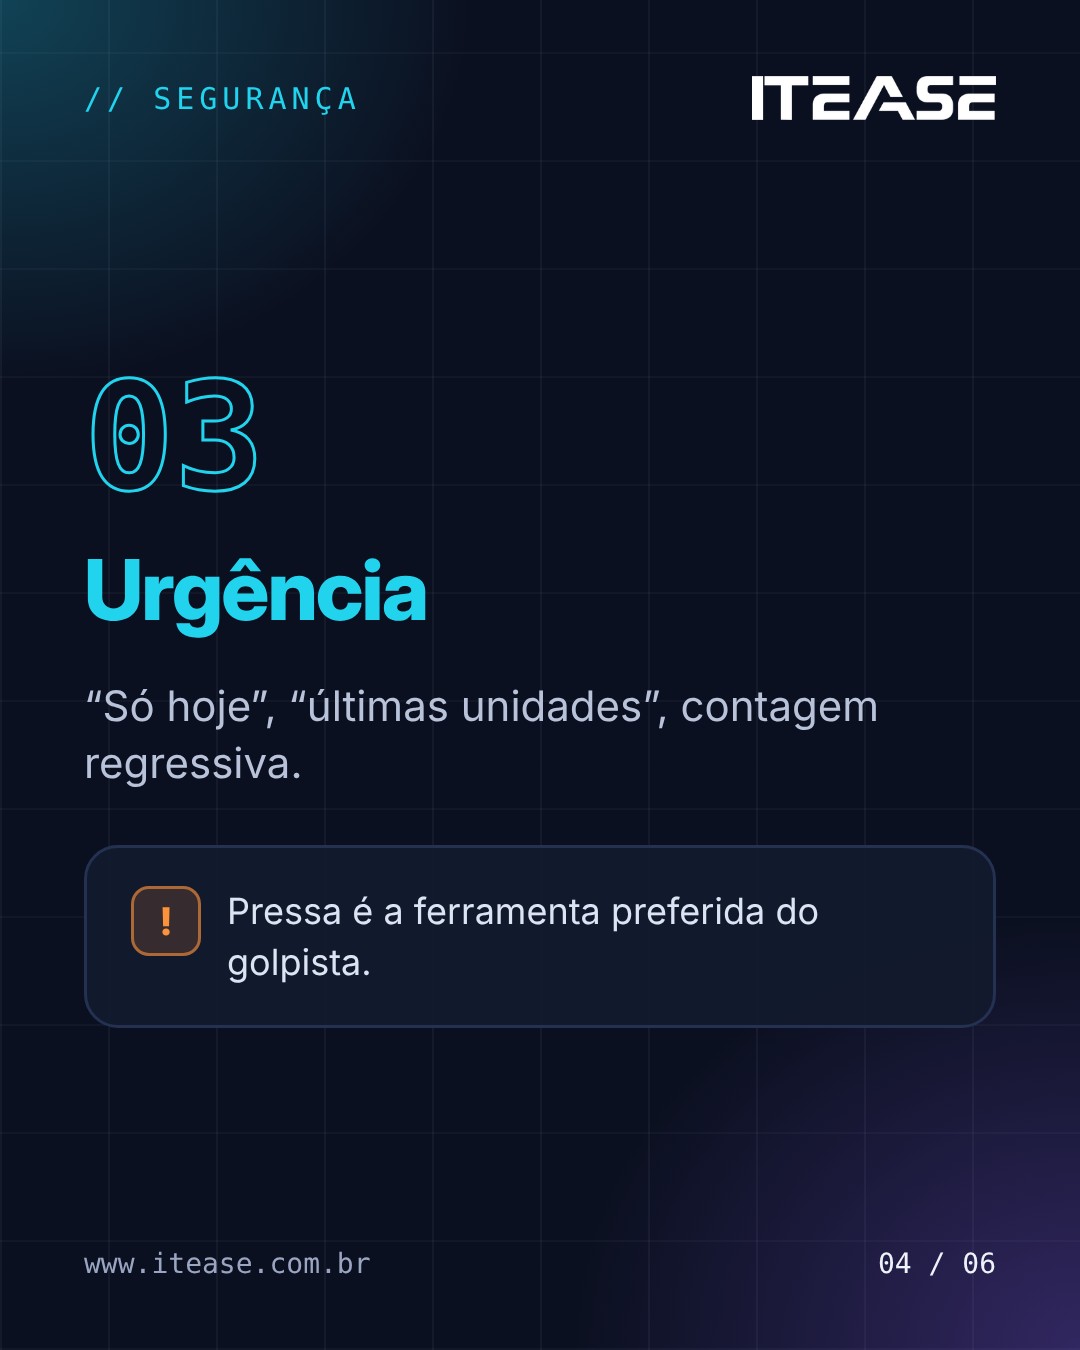 // SEGURANÇA
ITEASE
03
Urgência
“Só hoje”, “últimas unidades”, contagem
regressiva.
!
Pressa é a ferramenta preferida do
golpista.
www.itease.com.br
04 / 06